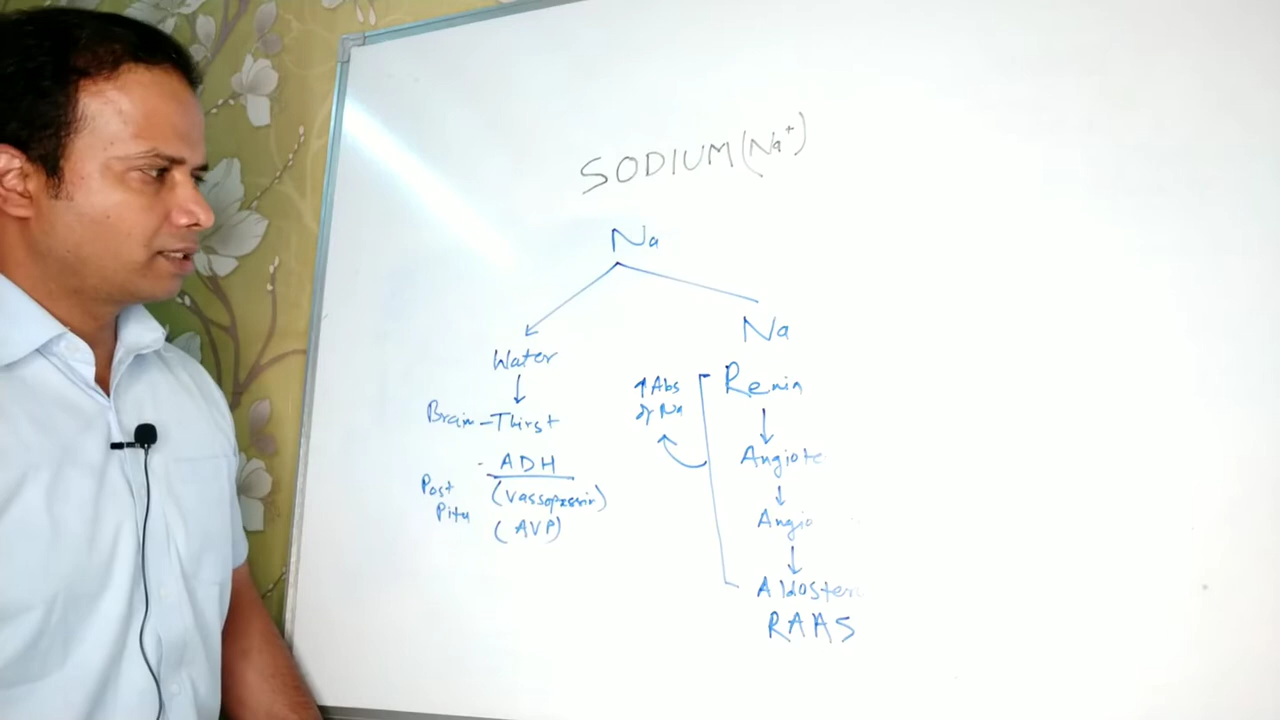 SODIUM (Na+)
Na
Water
Brain - Thirst
- ADH
Post
Pitu
(Vassopressin)
(AVP)
Na
↑ Abs
of Na
Renin
Angiote
Angio
Aldoster
RAAS